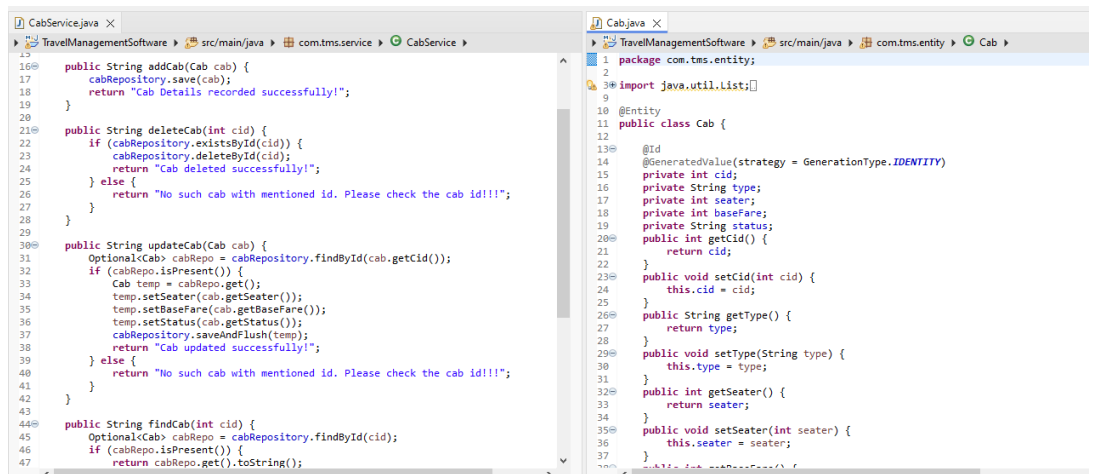 CabService.java
TravelManagementSoftware src/main/java com.tms.service CabService
16 public String addCab(Cab cab) {
17 cabRepository.save(cab);
18 return "Cab Details recorded successfully!";
19 }
20
21 public String deleteCab(int cid) {
22 if (cabRepository.existsById(cid)) {
23 cabRepository.deleteById(cid);
24 return "Cab deleted successfully!";
25 } else {
26 return "No such cab with mentioned id. Please check the cab id!!!";
27 }
28 }
29
30 public String updateCab(Cab cab) {
31 Optional<Cab> cabRepo = cabRepository.findById(cab.getCid());
32 if (cabRepo.isPresent()) {
33 Cab temp = cabRepo.get();
34 temp.setSeater(cab.getSeater());
35 temp.setBaseFare(cab.getBaseFare());
36 temp.setStatus(cab.getStatus());
37 cabRepository.saveAndFlush(temp);
38 return "Cab updated successfully!";
39 } else {
40 return "No such cab with mentioned id. Please check the cab id!!!";
41 }
42 }
43
44 public String findCab(int cid) {
45 Optional<Cab> cabRepo = cabRepository.findById(cid);
46 if (cabRepo.isPresent()) {
47 return cabRepo.get().toString();
Cab.java
TravelManagementSoftware src/main/java com.tms.entity Cab
1 package com.tms.entity;
2
3 import java.util.List;
9
10 @Entity
11 public class Cab {
12
13 @Id
14 @GeneratedValue(strategy = GenerationType.IDENTITY)
15 private int cid;
16 private String type;
17 private int seater;
18 private int baseFare;
19 private String status;
20 public int getCid() {
21 return cid;
22 }
23 public void setCid(int cid) {
24 this.cid = cid;
25 }
26 public String getType() {
27 return type;
28 }
29 public void setType(String type) {
30 this.type = type;
31 }
32 public int getSeater() {
33 return seater;
34 }
35 public void setSeater(int seater) {
36 this.seater = seater;
37 }